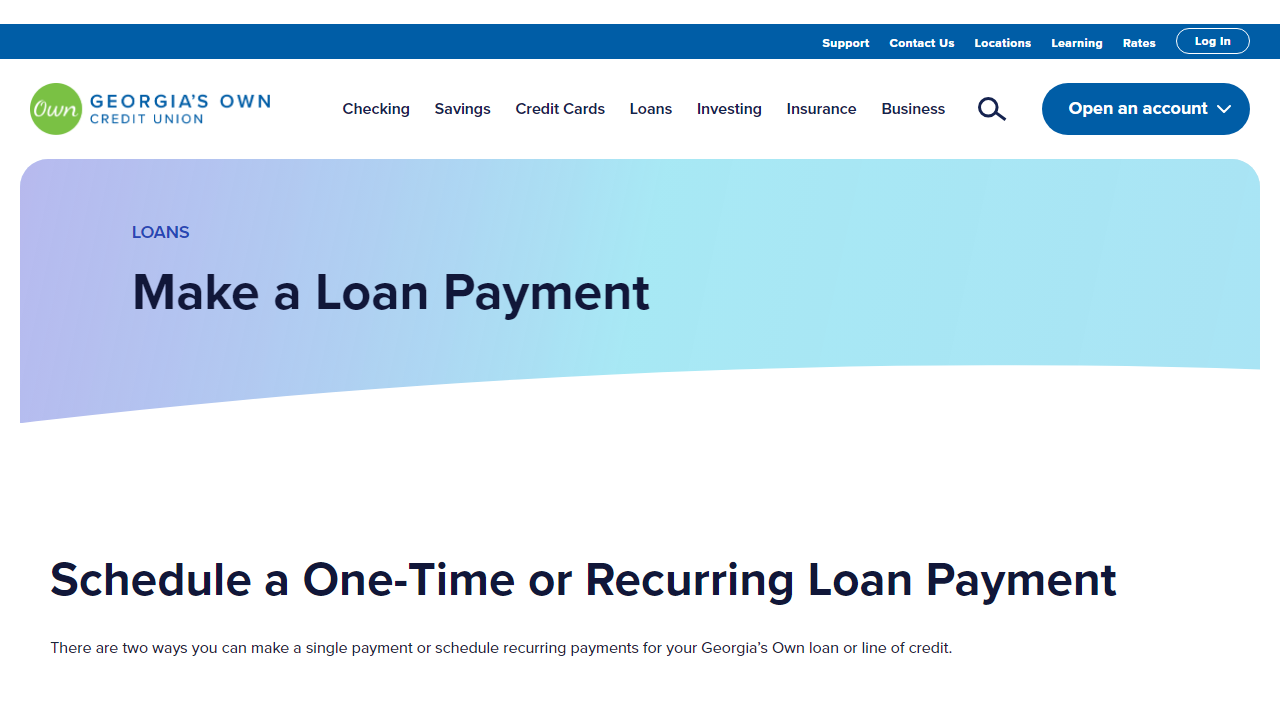 Support Contact Us Locations Learning Rates Log In
Own GEORGIA'S OWN
CREDIT UNION
Checking Savings Credit Cards Loans Investing Insurance Business Open an account
LOANS
Make a Loan Payment
Schedule a One-Time or Recurring Loan Payment
There are two ways you can make a single payment or schedule recurring payments for your Georgia’s Own loan or line of credit.